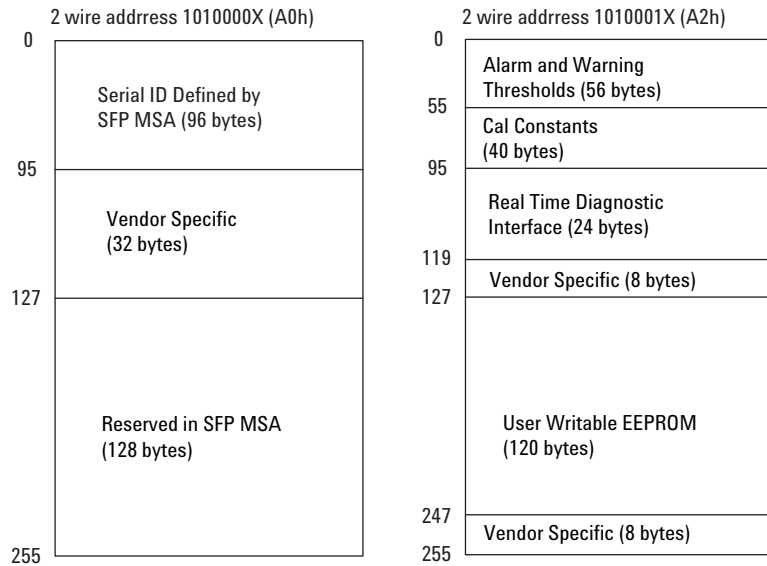 2 wire addrress 1010000X (A0h)
0
Serial ID Defined by
SFP MSA (96 bytes)
95
Vendor Specific
(32 bytes)
127
Reserved in SFP MSA
(128 bytes)
255
2 wire addrress 1010001X (A2h)
0
Alarm and Warning
Thresholds (56 bytes)
55
Cal Constants
(40 bytes)
95
Real Time Diagnostic
Interface (24 bytes)
119
Vendor Specific (8 bytes)
127
User Writable EEPROM
(120 bytes)
247
Vendor Specific (8 bytes)
255